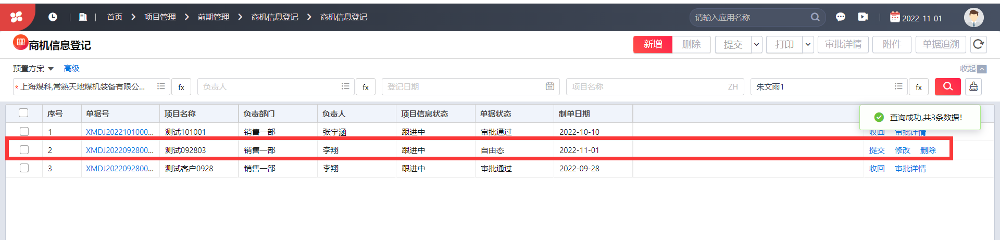 首页 项目管理 前期管理 商机信息登记 商机信息登记 请输入应用名称 2022-11-01
商机信息登记 新增 删除 提交 打印 审批详情 附件 单据追溯
预置方案 高级 收起
* 上海煤科,常熟天地煤机装备有限公... fx 负责人 fx 登记日期 项目名称 ZH 朱文雨1 fx
序号 单据号 项目名称 负责部门 负责人 项目信息状态 单据状态 制单日期
查询成功,共3条数据!
1 XMDJ2022101000... 测试101001 销售一部 张宇涵 跟进中 审批通过 2022-10-10 收回 审批详情
2 XMDJ2022092800... 测试092803 销售一部 李翔 跟进中 自由态 2022-11-01 提交 修改 删除
3 XMDJ2022092800... 测试客户0928 销售一部 李翔 跟进中 审批通过 2022-09-28 收回 审批详情